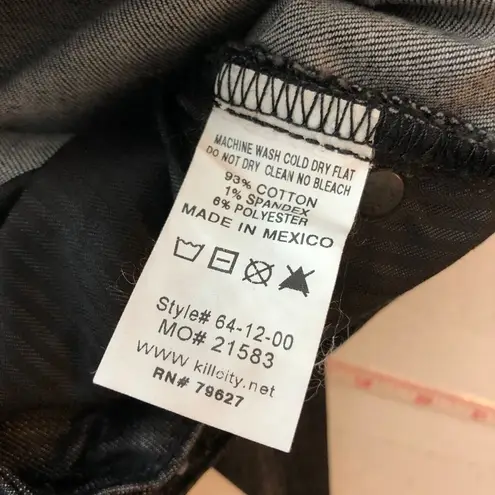 MACHINE WASH COLD DRY FLAT
DO NOT DRY CLEAN NO BLEACH
93% COTTON
1% SPANDEX
6% POLYESTER
MADE IN MEXICO
Style# 64-12-00
MO# 21583
www.killcity.net
RN# 79627